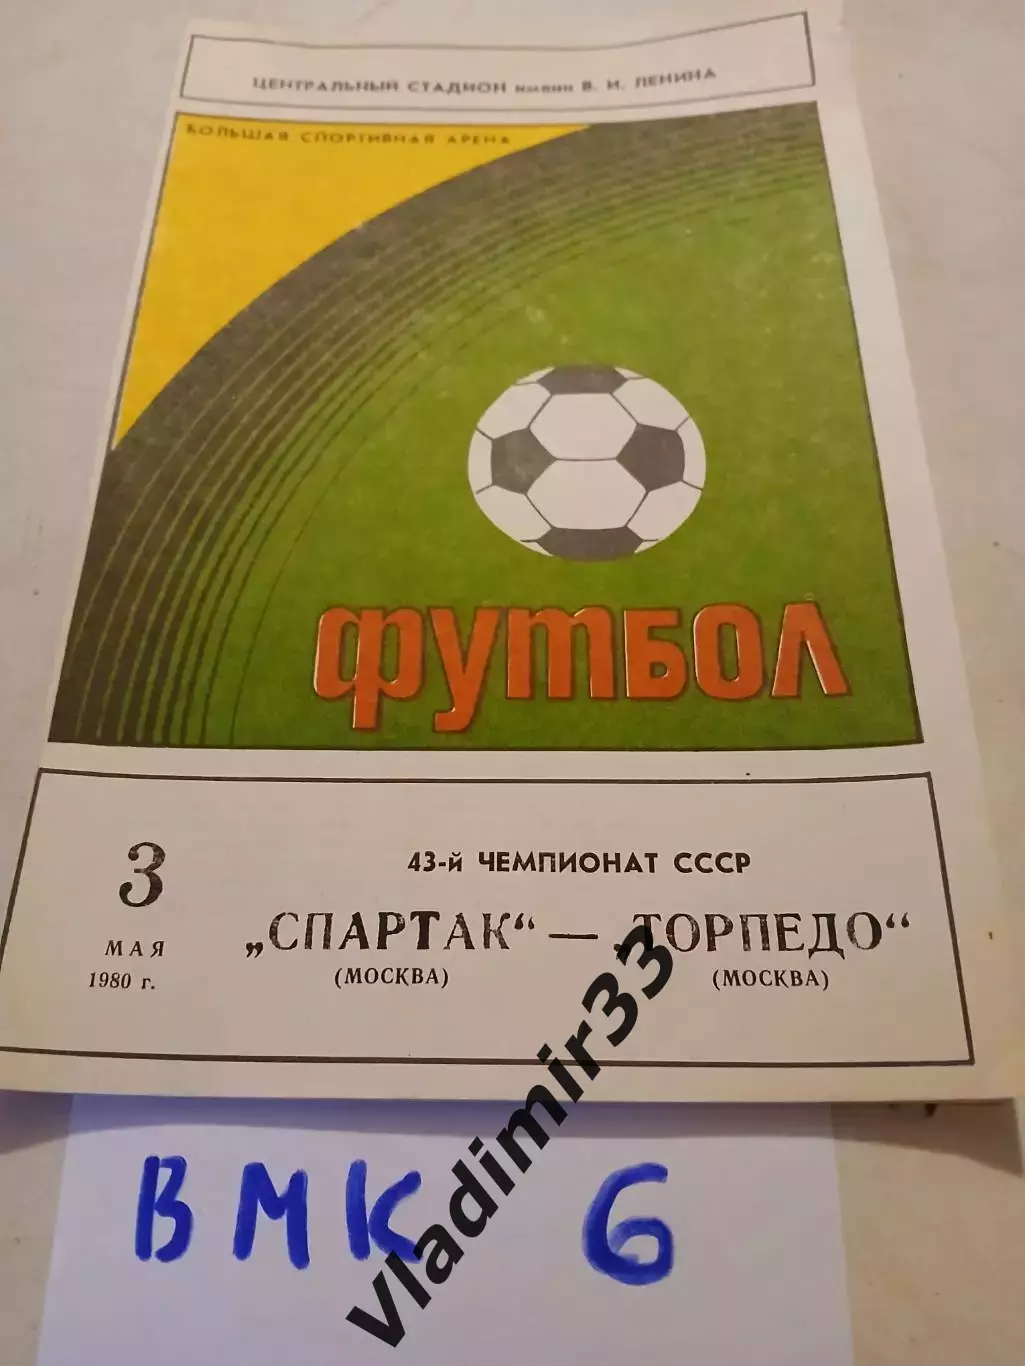 ЦЕНТРАЛЬНЫЙ СТАДИОН имени В. И. ЛЕНИНА
БОЛЬШАЯ СПОРТИВНАЯ АРЕНА
ФУТБОЛ
43-й ЧЕМПИОНАТ СССР
3
МАЯ
1980 г.
„СПАРТАК“ — „ТОРПЕДО“
(МОСКВА) (МОСКВА)
vladimir33
ВМК 6